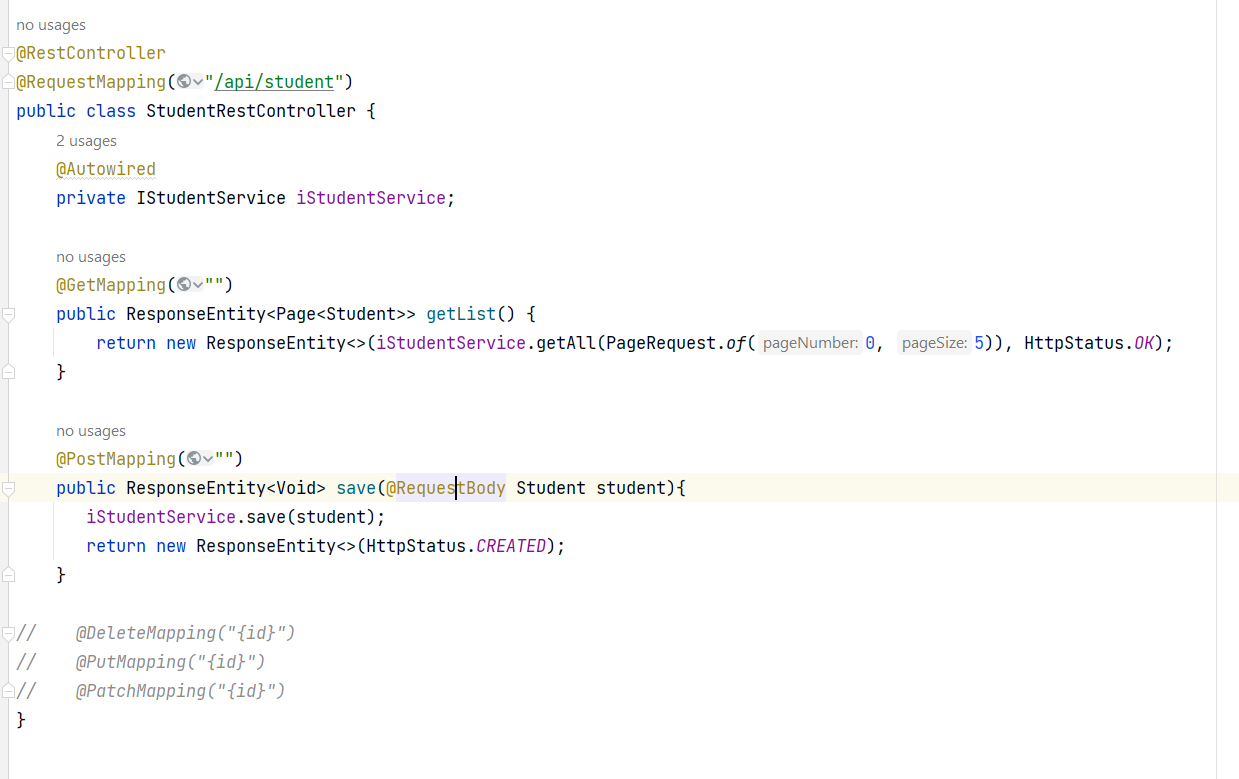 no usages
@RestController
@RequestMapping("/api/student")
public class StudentRestController {
2 usages
@Autowired
private IStudentService iStudentService;
no usages
@GetMapping("")
public ResponseEntity<Page<Student>> getList() {
return new ResponseEntity<>(iStudentService.getAll(PageRequest.of( pageNumber: 0, pageSize: 5)), HttpStatus.OK);
}
no usages
@PostMapping("")
public ResponseEntity<Void> save(@RequestBody Student student){
iStudentService.save(student);
return new ResponseEntity<>(HttpStatus.CREATED);
}
// @DeleteMapping("{id}")
// @PutMapping("{id}")
// @PatchMapping("{id}")
}